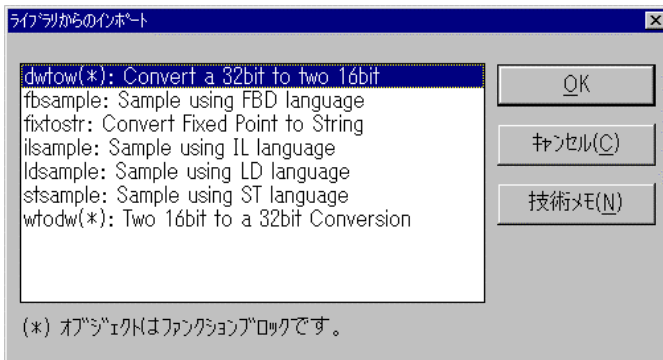 ﾗｲﾌﾞﾗﾘからのｲﾝﾎﾟｰﾄ
dwtow(*): Convert a 32bit to two 16bit
fbsample: Sample using FBD language
fixtostr: Convert Fixed Point to String
ilsample: Sample using IL language
ldsample: Sample using LD language
stsample: Sample using ST language
wtodw(*): Two 16bit to a 32bit Conversion
OK
ｷｬﾝｾﾙ(C)
技術ﾒﾓ(N)
(*) ｵﾌﾞｼﾞｪｸﾄはﾌｧﾝｸｼｮﾝﾌﾞﾛｯｸです。